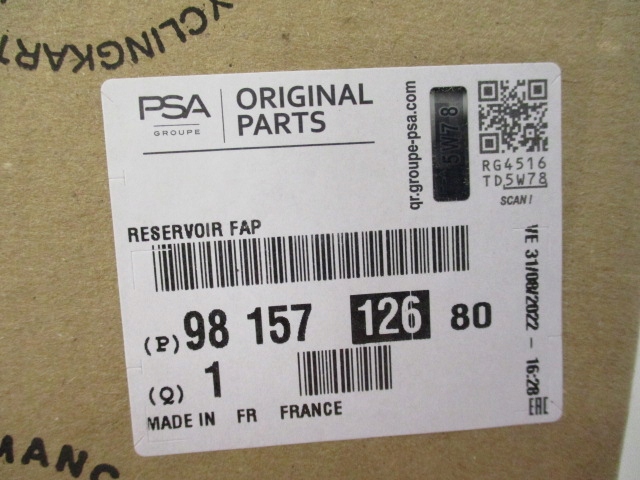 YCLINGKART
PSA
GROUPE
ORIGINAL
PARTS
qr.groupe-psa.com
5W78
RG4516
TD5W78
SCAN!
RESERVOIR FAP
(P) 98 157 126 80
(Q) 1
MADE IN FR FRANCE
VE 31/08/2022 - 16:28
EAC
MANC